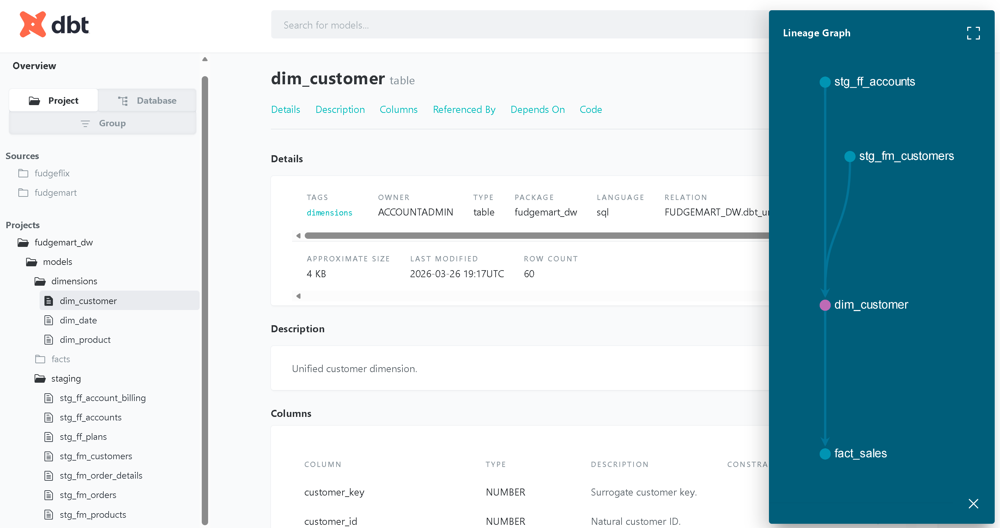 dbt
Search for models...
Overview
Project
Database
Group
Sources
fudgeflix
fudgemart
Projects
fudgemart_dw
models
dimensions
dim_customer
dim_date
dim_product
facts
staging
stg_ff_account_billing
stg_ff_accounts
stg_ff_plans
stg_fm_customers
stg_fm_order_details
stg_fm_orders
stg_fm_products
dim_customer table
Details Description Columns Referenced By Depends On Code
Details
TAGS OWNER TYPE PACKAGE LANGUAGE RELATION
dimensions ACCOUNTADMIN table fudgemart_dw sql FUDGEMART_DW.dbt_
APPROXIMATE SIZE LAST MODIFIED ROW COUNT
4 KB 2026-03-26 19:17UTC 60
Description
Unified customer dimension.
Columns
COLUMN TYPE DESCRIPTION CONSTRA
customer_key NUMBER Surrogate customer key.
customer_id NUMBER Natural customer ID.
Lineage Graph
stg_ff_accounts
stg_fm_customers
dim_customer
fact_sales